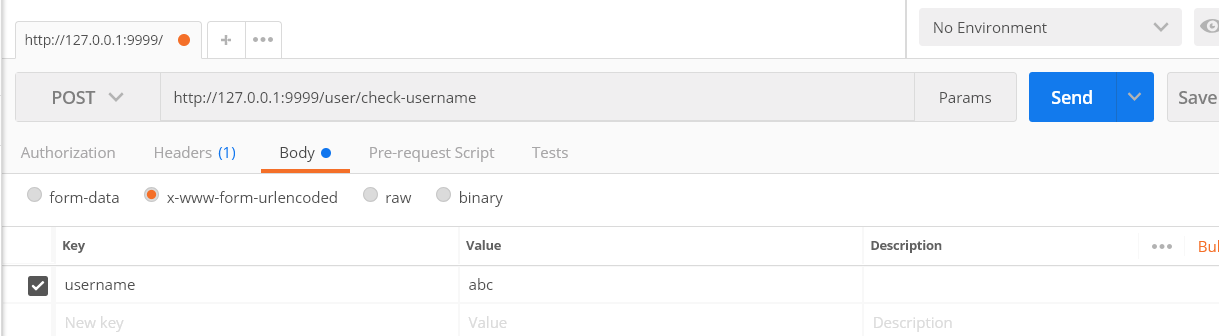 No Environment
http://127.0.0.1:9999/
POST http://127.0.0.1:9999/user/check-username Params Send Save
Authorization Headers (1) Body Pre-request Script Tests
form-data x-www-form-urlencoded raw binary
Key Value Description Bul
username abc
New key Value Description